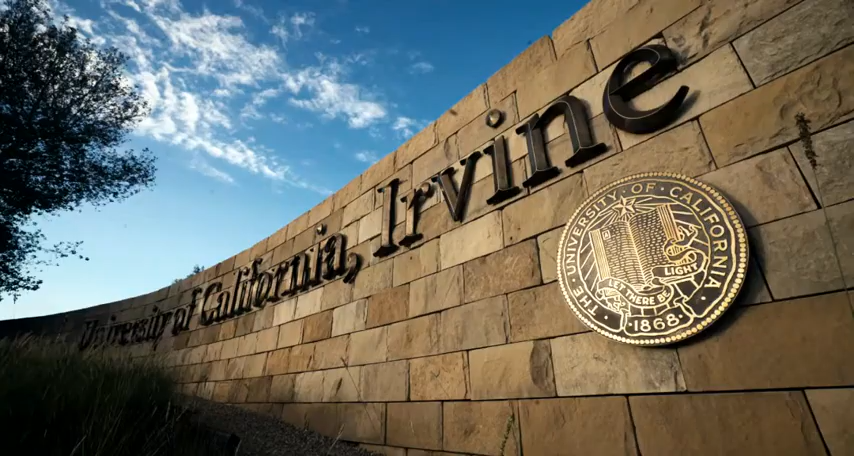 University of California, Irvine
THE UNIVERSITY OF CALIFORNIA
LET THERE BE
LIGHT
1868